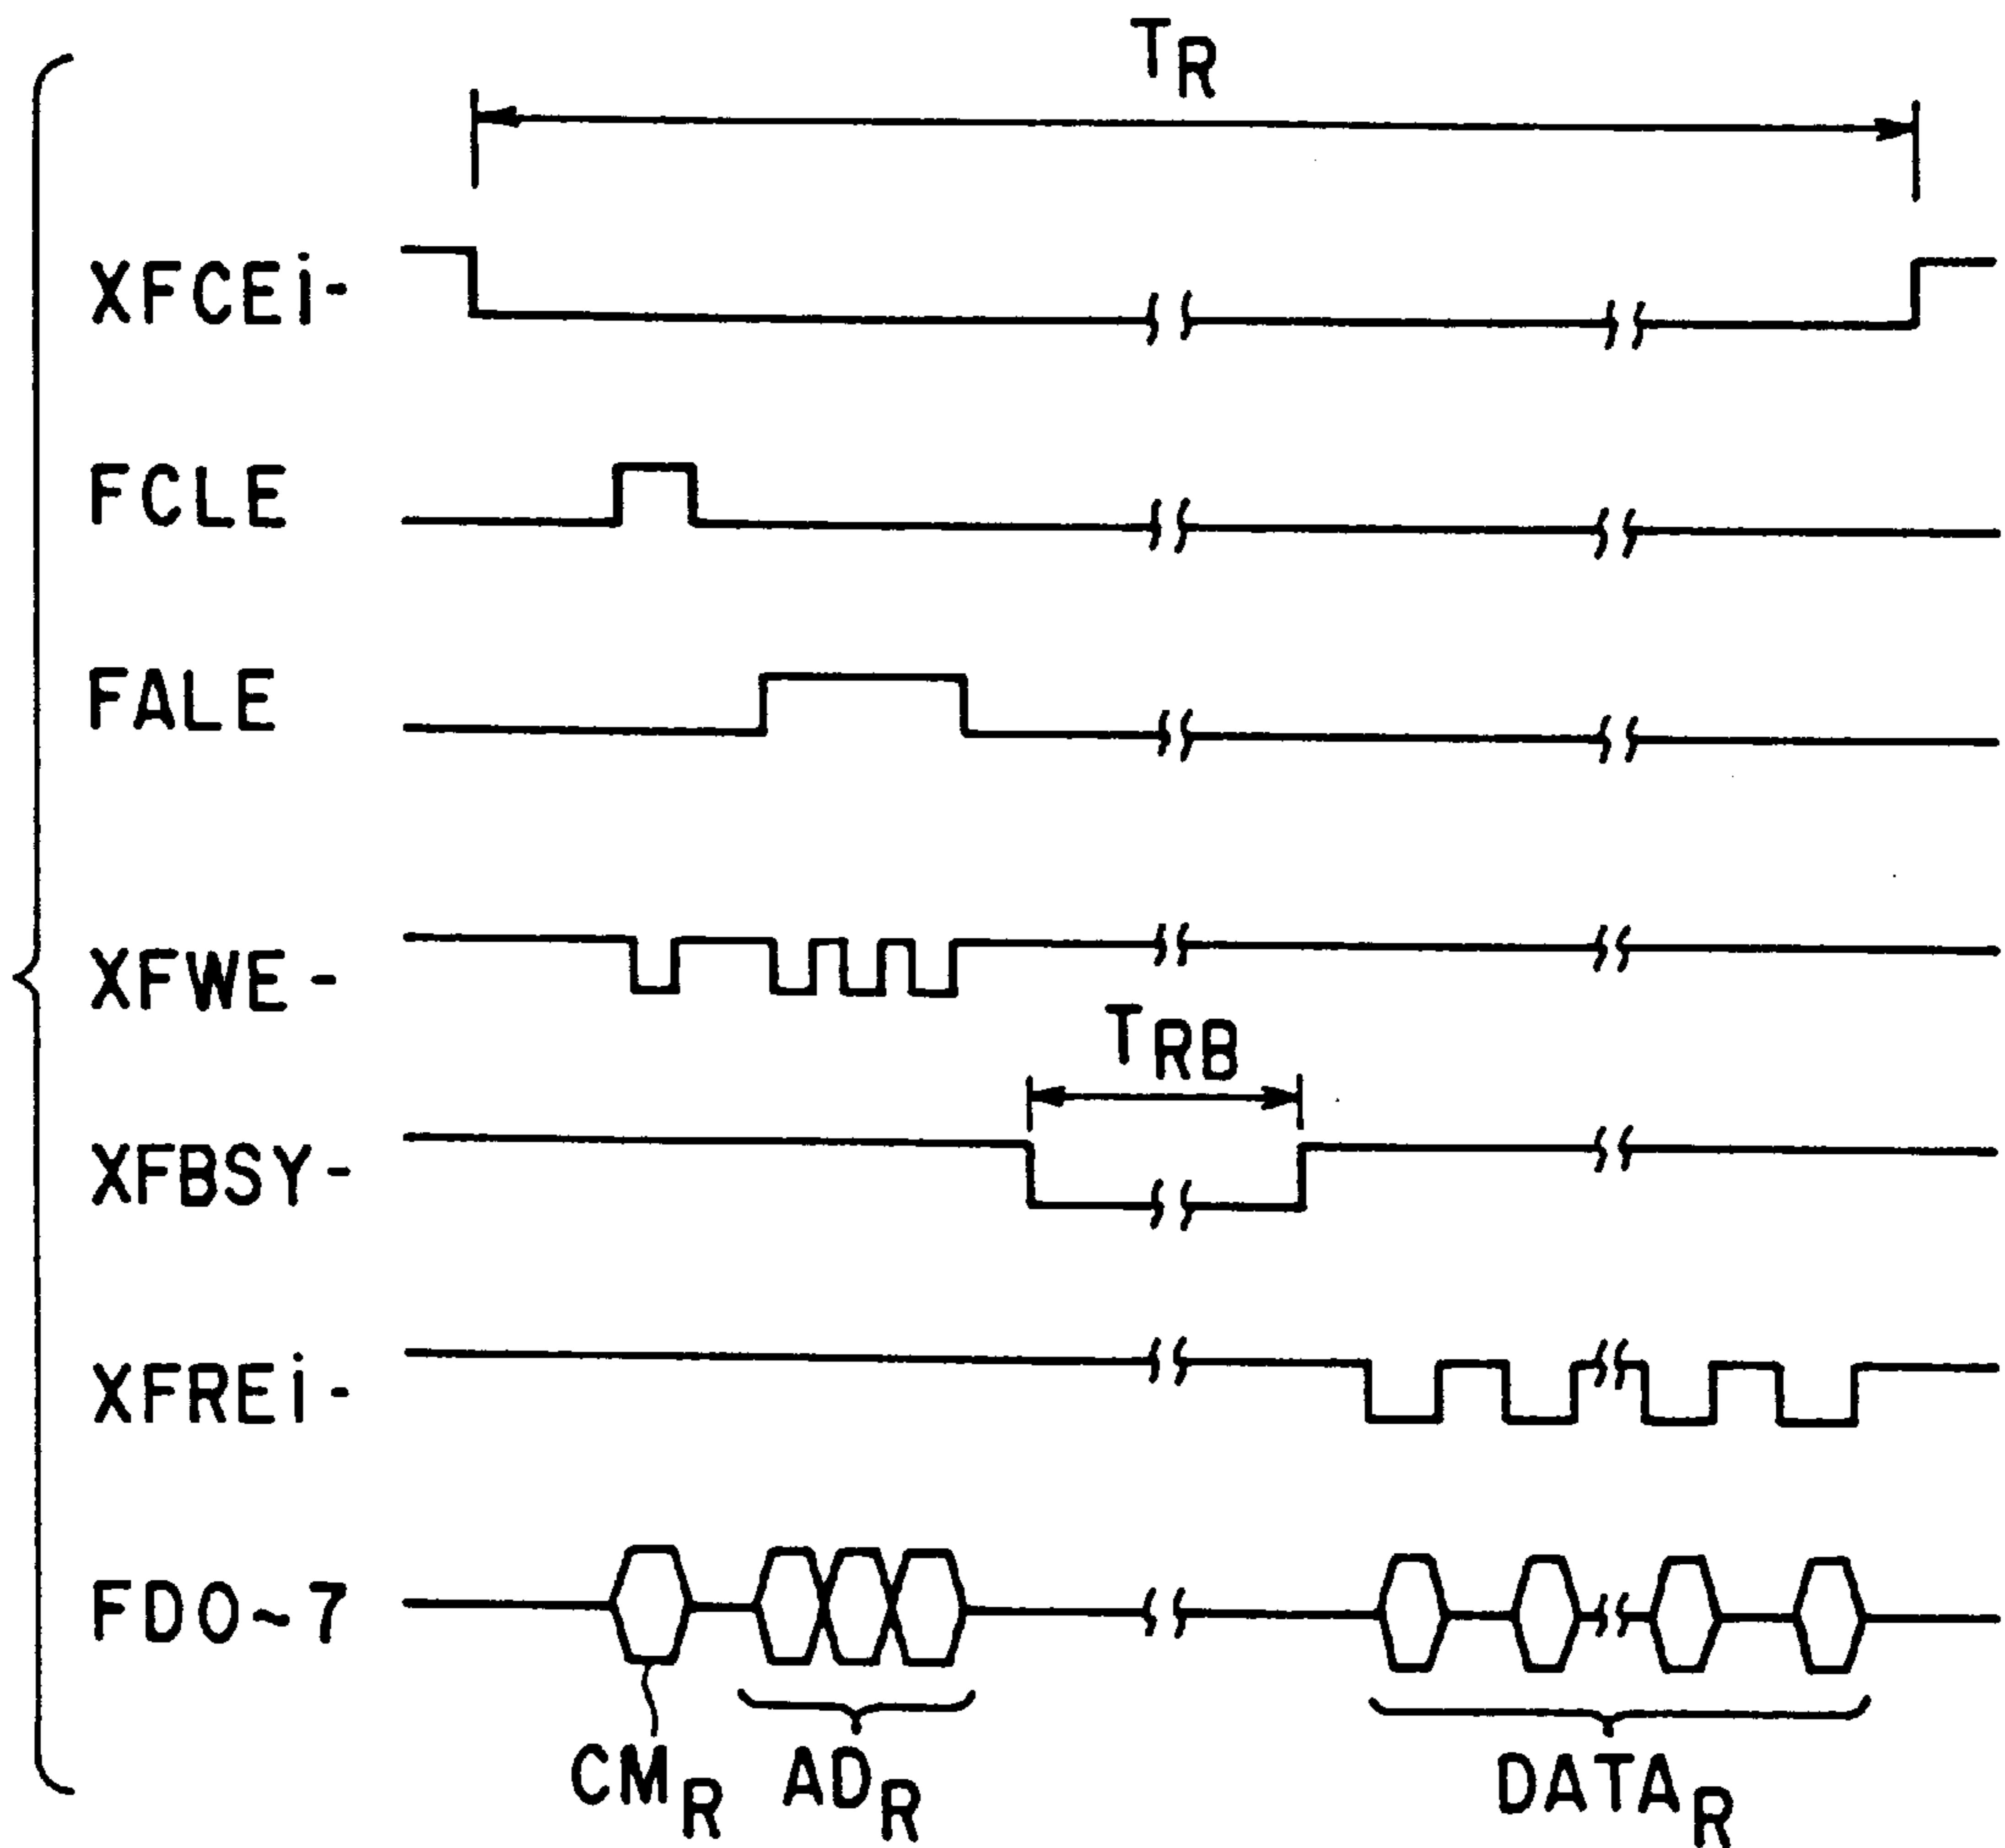 TR
XFCEi-
FCLE
FALE
XFWE-
TRB
XFBSY-
XFREi-
FD0~7
CMR ADR DATAR